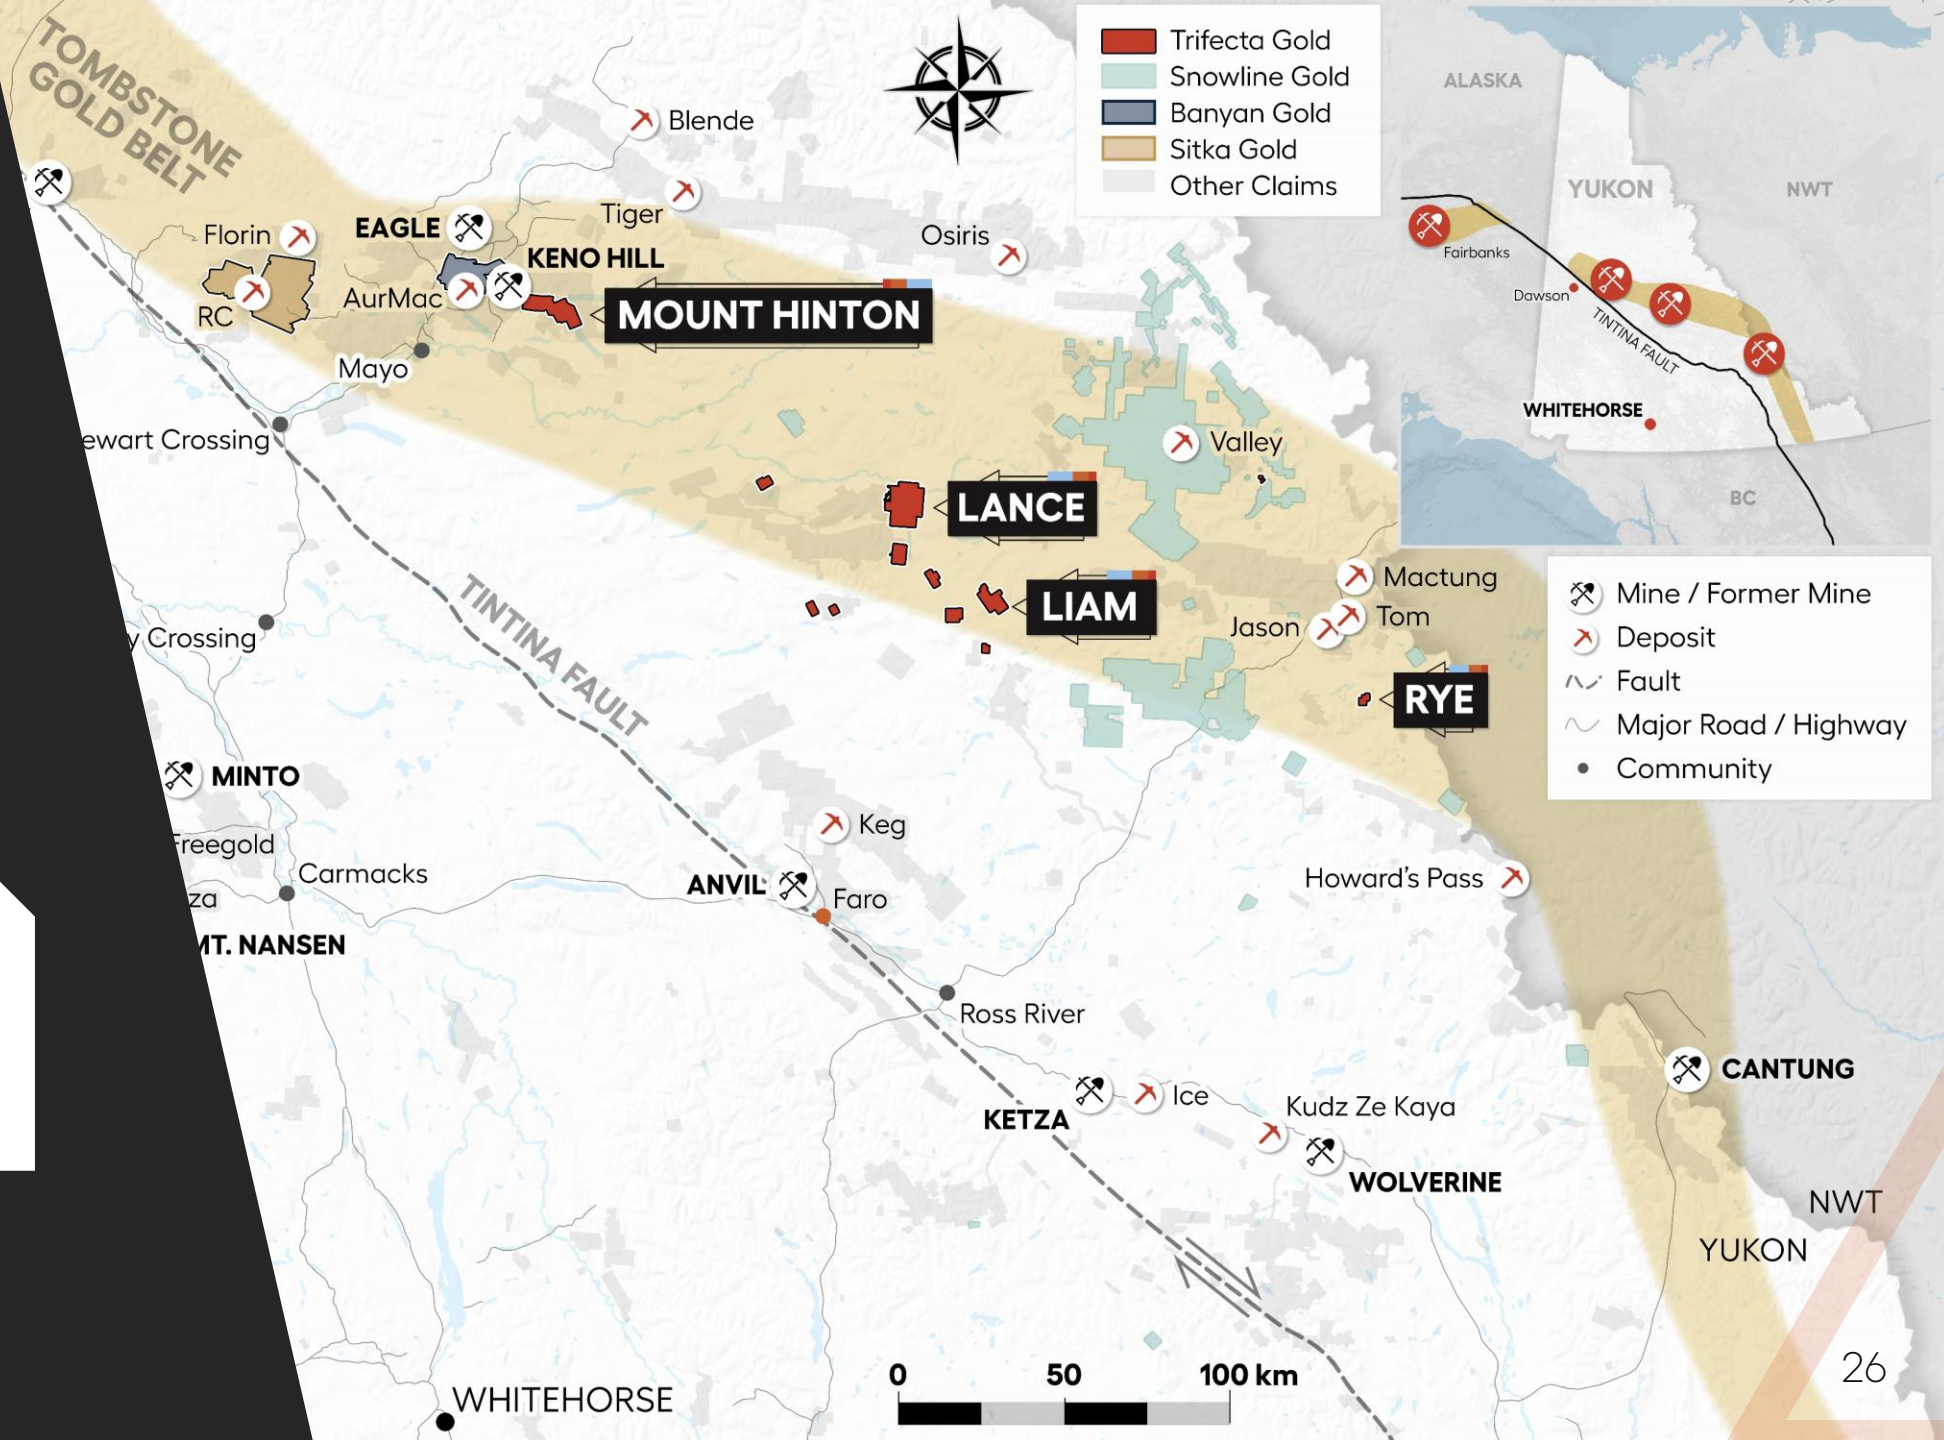 TOMBSTONE
GOLD BELT
Trifecta Gold
Snowline Gold
Banyan Gold
Sitka Gold
Other Claims
ALASKA
YUKON
NWT
Fairbanks
Dawson
TINTINA FAULT
WHITEHORSE
BC
Blende
Tiger
Osiris
Florin
EAGLE
KENO HILL
RC
AurMac
MOUNT HINTON
Mayo
ewart Crossing
Valley
LANCE
LIAM
Mactung
Tom
Jason
RYE
Mine / Former Mine
Deposit
Fault
Major Road / Highway
Community
TINTINA FAULT
y Crossing
MINTO
Freegold
Carmacks
za
MT. NANSEN
Keg
ANVIL
Faro
Howard's Pass
Ross River
CANTUNG
KETZA
Ice
Kudz Ze Kaya
WOLVERINE
NWT
YUKON
0 50 100 km
WHITEHORSE
26